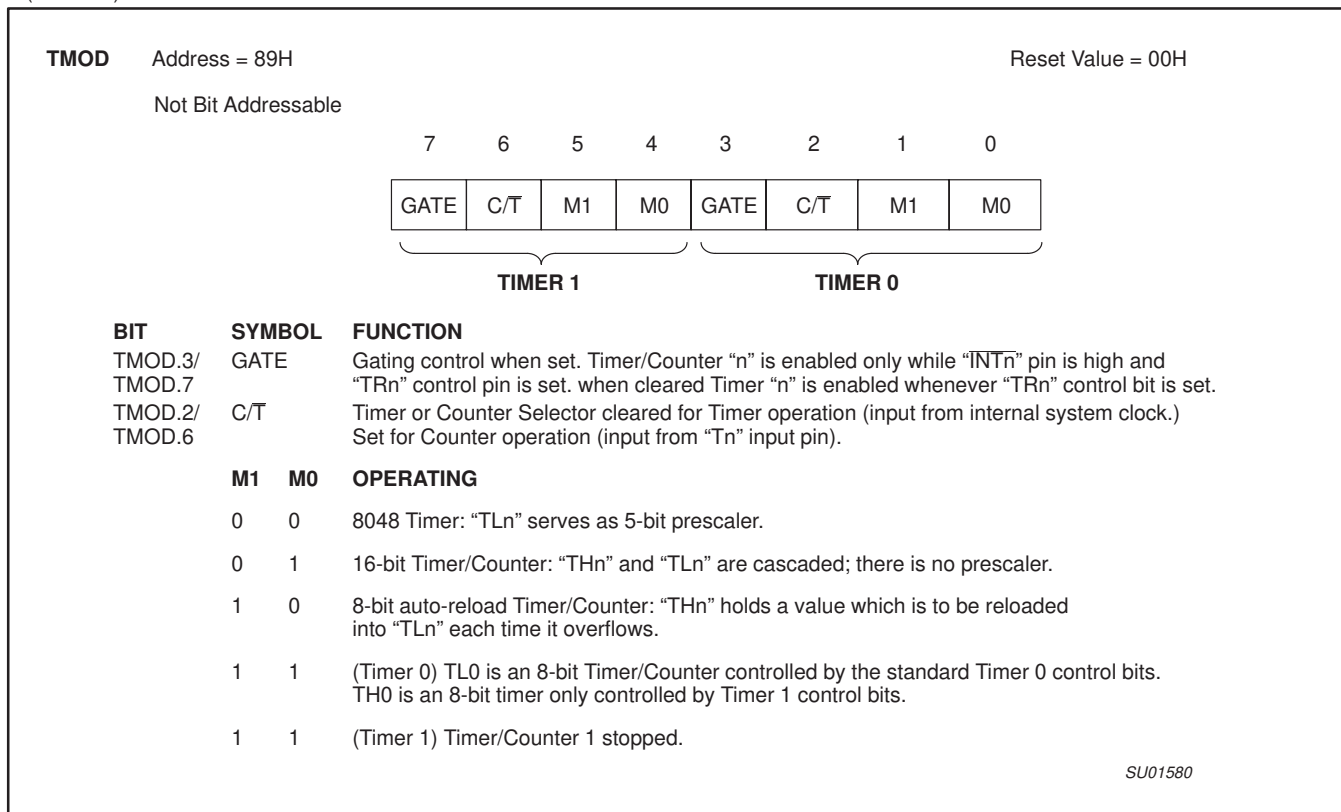 TMOD Address = 89H Reset Value = 00H
Not Bit Addressable
7 6 5 4 3 2 1 0
GATE C/T̅ M1 M0 GATE C/T̅ M1 M0
TIMER 1 TIMER 0
BIT SYMBOL FUNCTION
TMOD.3/ GATE Gating control when set. Timer/Counter “n” is enabled only while “I̅N̅T̅n̅” pin is high and
TMOD.7 “TRn” control pin is set. when cleared Timer “n” is enabled whenever “TRn” control bit is set.
TMOD.2/ C/T̅ Timer or Counter Selector cleared for Timer operation (input from internal system clock.)
TMOD.6 Set for Counter operation (input from “Tn” input pin).
M1 M0 OPERATING
0 0 8048 Timer: “TLn” serves as 5-bit prescaler.
0 1 16-bit Timer/Counter: “THn” and “TLn” are cascaded; there is no prescaler.
1 0 8-bit auto-reload Timer/Counter: “THn” holds a value which is to be reloaded
into “TLn” each time it overflows.
1 1 (Timer 0) TL0 is an 8-bit Timer/Counter controlled by the standard Timer 0 control bits.
TH0 is an 8-bit timer only controlled by Timer 1 control bits.
1 1 (Timer 1) Timer/Counter 1 stopped.
SU01580